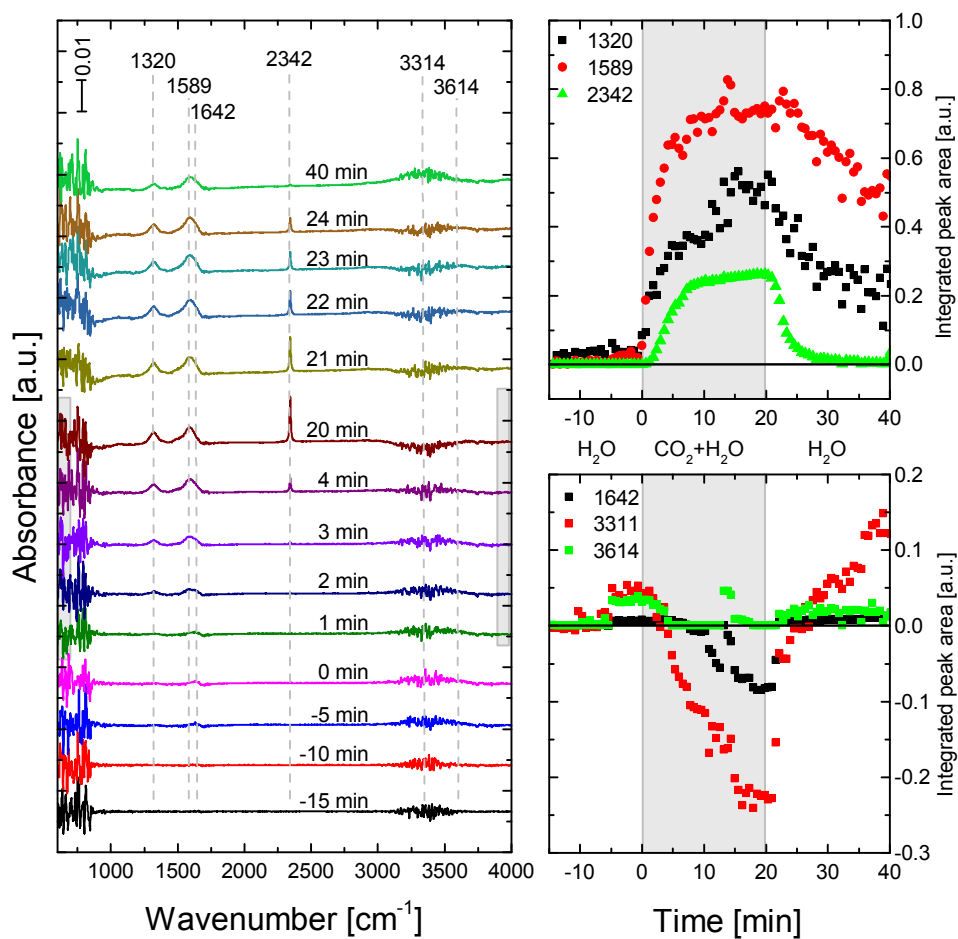 0.01
1320
1589
1642
2342
3314
3614
40 min
24 min
23 min
22 min
21 min
20 min
4 min
3 min
2 min
1 min
0 min
-5 min
-10 min
-15 min
Absorbance [a.u.]
1000 1500 2000 2500 3000 3500 4000
Wavenumber [cm⁻¹]
1320
1589
2342
1.0
0.8
0.6
0.4
0.2
0.0
Integrated peak area [a.u.]
-10 0 10 20 30 40
H₂O CO₂+H₂O H₂O
1642
3311
3614
0.2
0.1
0.0
-0.1
-0.2
-0.3
Integrated peak area [a.u.]
-10 0 10 20 30 40
Time [min]